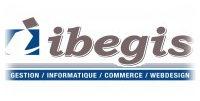 ibegis
GESTION / INFORMATIQUE / COMMERCE / WEBDESIGN